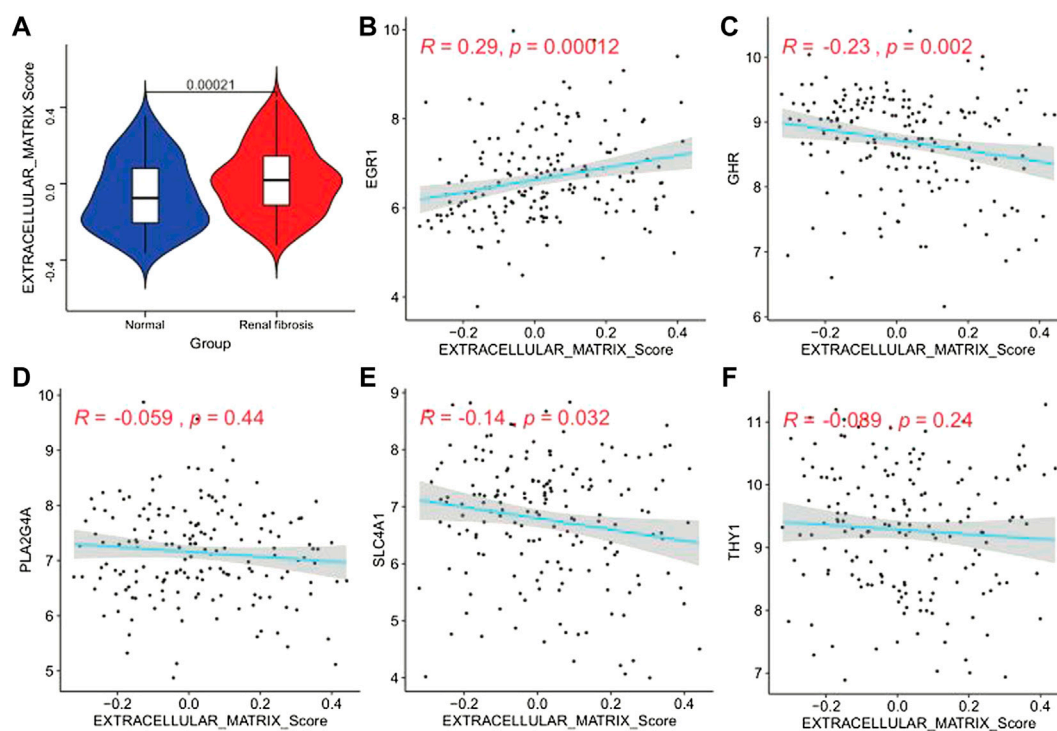 A
EXTRACELLULAR_MATRIX Score
0.4
0.0
-0.4
0.00021
Normal
Renal fibrosis
Group
B
R = 0.29, p = 0.00012
EGR1
10
8
6
4
-0.2
0.0
0.2
0.4
EXTRACELLULAR_MATRIX_Score
C
R = -0.23 , p = 0.002
GHR
10
9
8
7
6
-0.2
0.0
0.2
0.4
EXTRACELLULAR_MATRIX_Score
D
R = -0.059 , p = 0.44
PLA2G4A
10
9
8
7
6
5
-0.2
0.0
0.2
0.4
EXTRACELLULAR_MATRIX_Score
E
R = -0.14 , p = 0.032
SLC4A1
9
8
7
6
5
4
-0.2
0.0
0.2
0.4
EXTRACELLULAR_MATRIX_Score
F
R = -0.089 , p = 0.24
THY1
11
10
9
8
7
-0.2
0.0
0.2
0.4
EXTRACELLULAR_MATRIX_Score